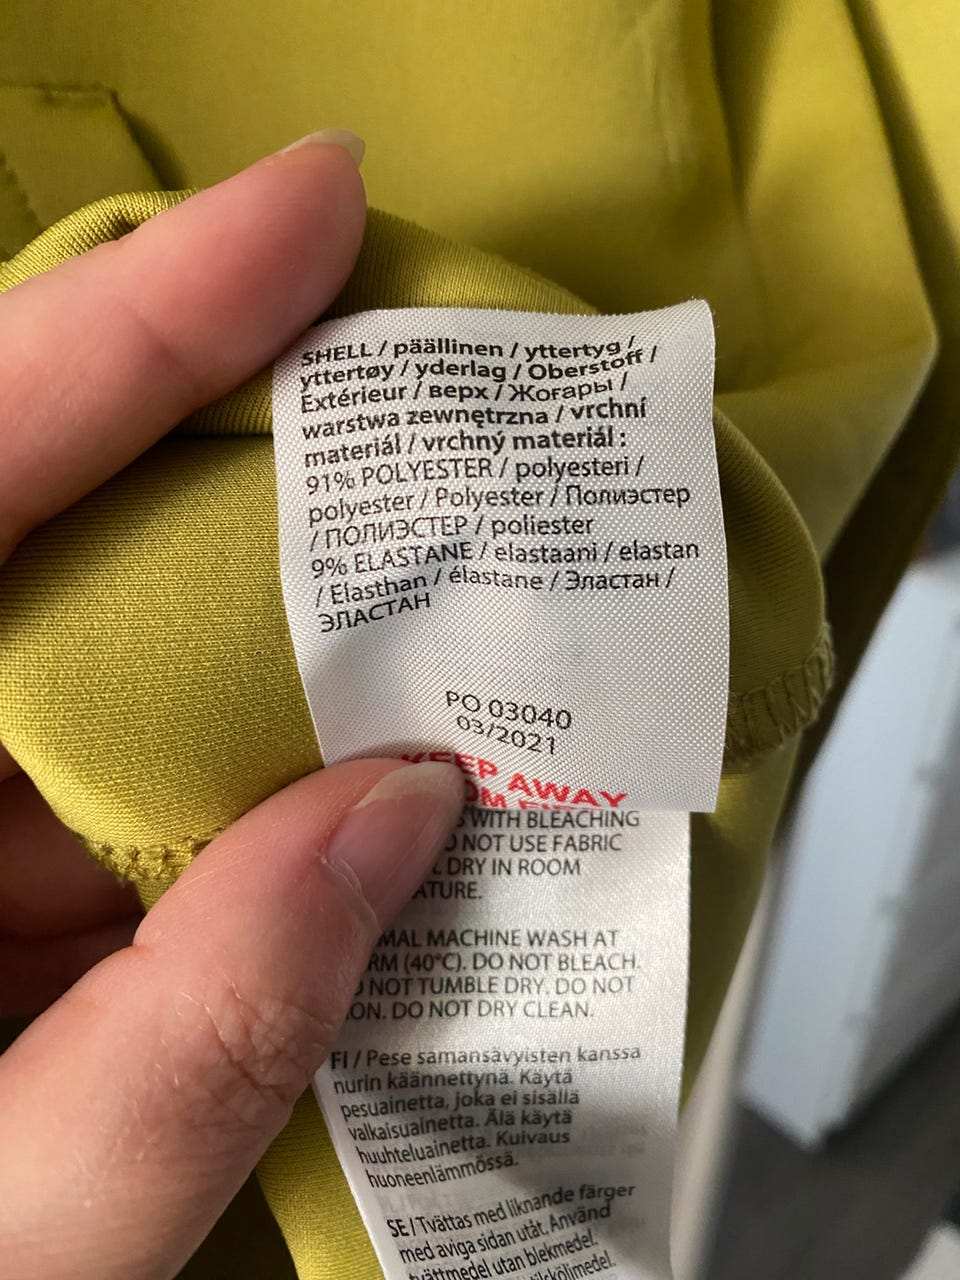 SHELL / päällinen / yttertyg /
yttertøy / yderlag / Oberstoff /
Extérieur / верх / Жоғары /
warstwa zewnętrzna / vrchní
materiál / vrchný materiál :
91% POLYESTER / polyesteri /
polyester / Polyester / Полиэстер
/ ПОЛИЭСТЕР / poliester
9% ELASTANE / elastaani / elastan
/ Elasthan / élastane / Эластан /
ЭЛАСТАН
PO 03040
03/2021
KEEP AWAY
WITH BLEACHING
NOT USE FABRIC
DRY IN ROOM
MACHINE WASH AT
(40°C). DO NOT BLEACH.
NOT TUMBLE DRY. DO NOT
DO NOT DRY CLEAN.
FI / Pese samansävyisten kanssa
nurin käännettynä. Käytä
pesuainetta, joka ei sisällä
valkaisuainetta. Älä käytä
huuhteluainetta. Kuivaus
huoneenlämmössä.
SE / Tvättas med liknande färger
med aviga sidan utåt. Använd
tvättmedel utan blekmedel.